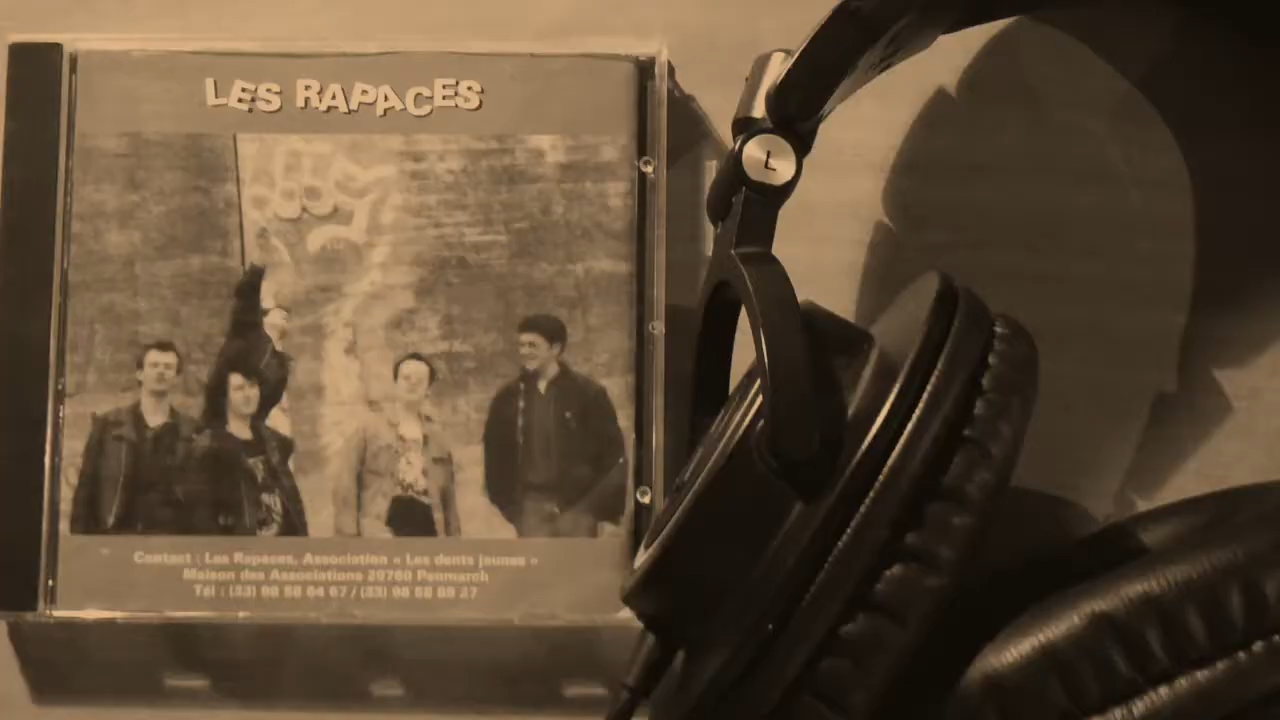 LES RAPACES
L
Contact : Les Rapaces, Association « Les dents jaunes »
Maison des Associations 29760 Penmarch
Tél : (33) 98 58 64 67 / (33) 98 58 69 27